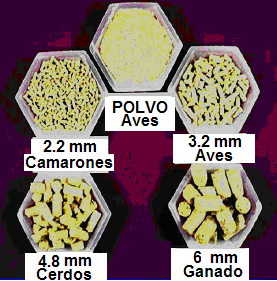 POLVO
Aves
2.2 mm
Camarones
3.2 mm
Aves
4.8 mm
Cerdos
6 mm
Ganado